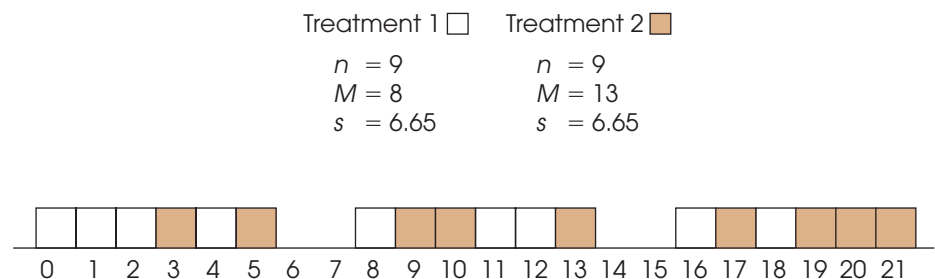 Treatment 1 Treatment 2
n = 9 n = 9
M = 8 M = 13
s = 6.65 s = 6.65
0 1 2 3 4 5 6 7 8 9 10 11 12 13 14 15 16 17 18 19 20 21